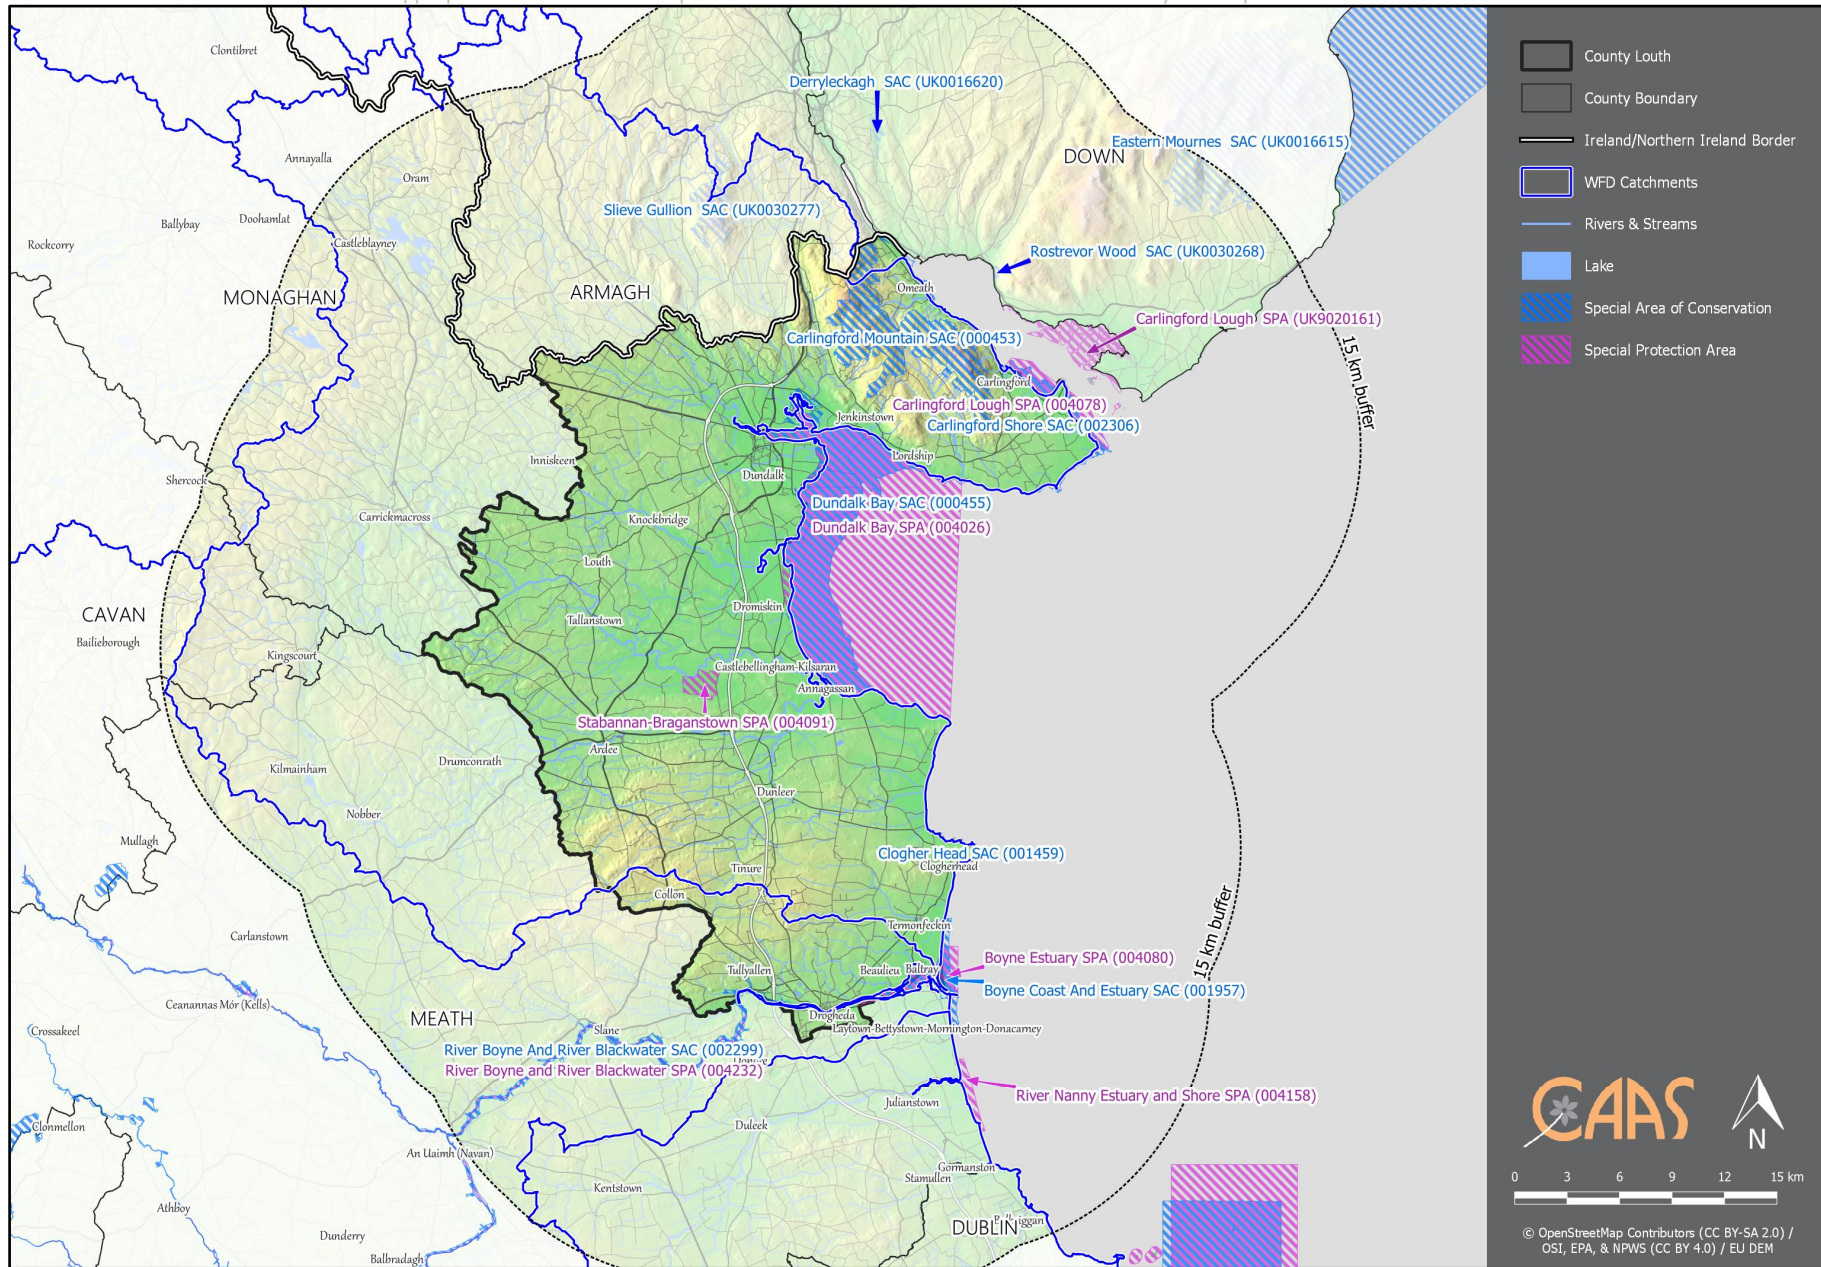 Clontibret
Derryleckagh SAC (UK0016620)
Eastern Mournes SAC (UK0016615)
DOWN
Annayalla
Oram
Slieve Gullion SAC (UK0030277)
Ballybay
Doohamlat
Rockcorry
Castleblayney
Rostrevor Wood SAC (UK0030268)
MONAGHAN
ARMAGH
Omeath
Carlingford Lough SPA (UK9020161)
Carlingford Mountain SAC (000453)
15 km buffer
Carlingford
Carlingford Lough SPA (004078)
Jenkinstown
Carlingford Shore SAC (002306)
Lordship
Inniskeen
Dundalk
Shercock
Dundalk Bay SAC (000455)
Dundalk Bay SPA (004026)
Carrickmacross
Knockbridge
Louth
Dromiskin
CAVAN
Tallanstown
Bailieborough
Kingscourt
Castlebellingham-Kilsaran
Annagassan
Stabannan-Braganstown SPA (004091)
Ardee
Drumconrath
Kilmainham
Dunleer
Nobber
Mullagh
Clogher Head SAC (001459)
Clogherhead
Tinure
Collon
Termonfeckin
15 km buffer
Carlanstown
Boyne Estuary SPA (004080)
Tullyallen
Beaulieu
Baltray
Boyne Coast And Estuary SAC (001957)
Ceanannas Mór (Kells)
MEATH
Drogheda
Crossakeel
Slane
Laytown-Bettystown-Mornington-Donacarney
River Boyne And River Blackwater SAC (002299)
River Boyne and River Blackwater SPA (004232)
River Nanny Estuary and Shore SPA (004158)
Julianstown
Clonmellon
Duleek
An Uaimh (Navan)
Gormanston
Stamullen
Kentstown
Athboy
DUBLIN
Dunderry
Balbradagh
County Louth
County Boundary
Ireland/Northern Ireland Border
WFD Catchments
Rivers & Streams
Lake
Special Area of Conservation
Special Protection Area
CAAS
N
0 3 6 9 12 15 km
© OpenStreetMap Contributors (CC BY-SA 2.0) /
OSI, EPA, & NPWS (CC BY 4.0) / EU DEM